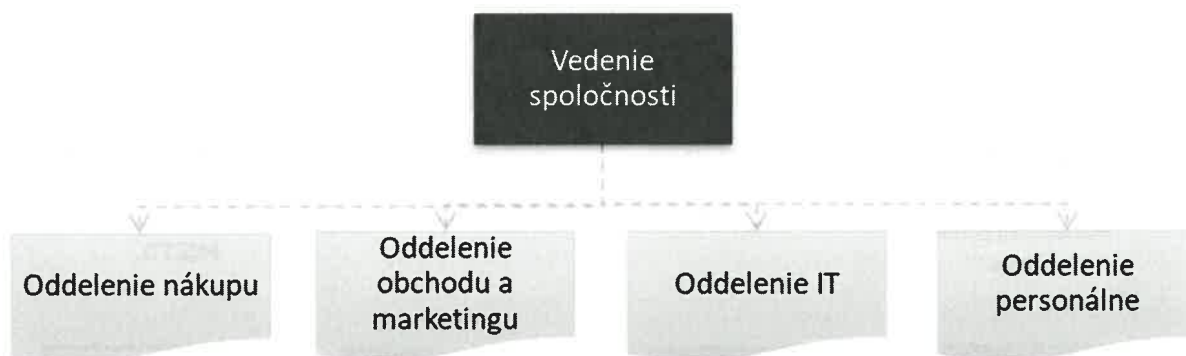 Vedenie
spoločnosti
Oddelenie nákupu
Oddelenie
obchodu a
marketingu
Oddelenie IT
Oddelenie
personálne